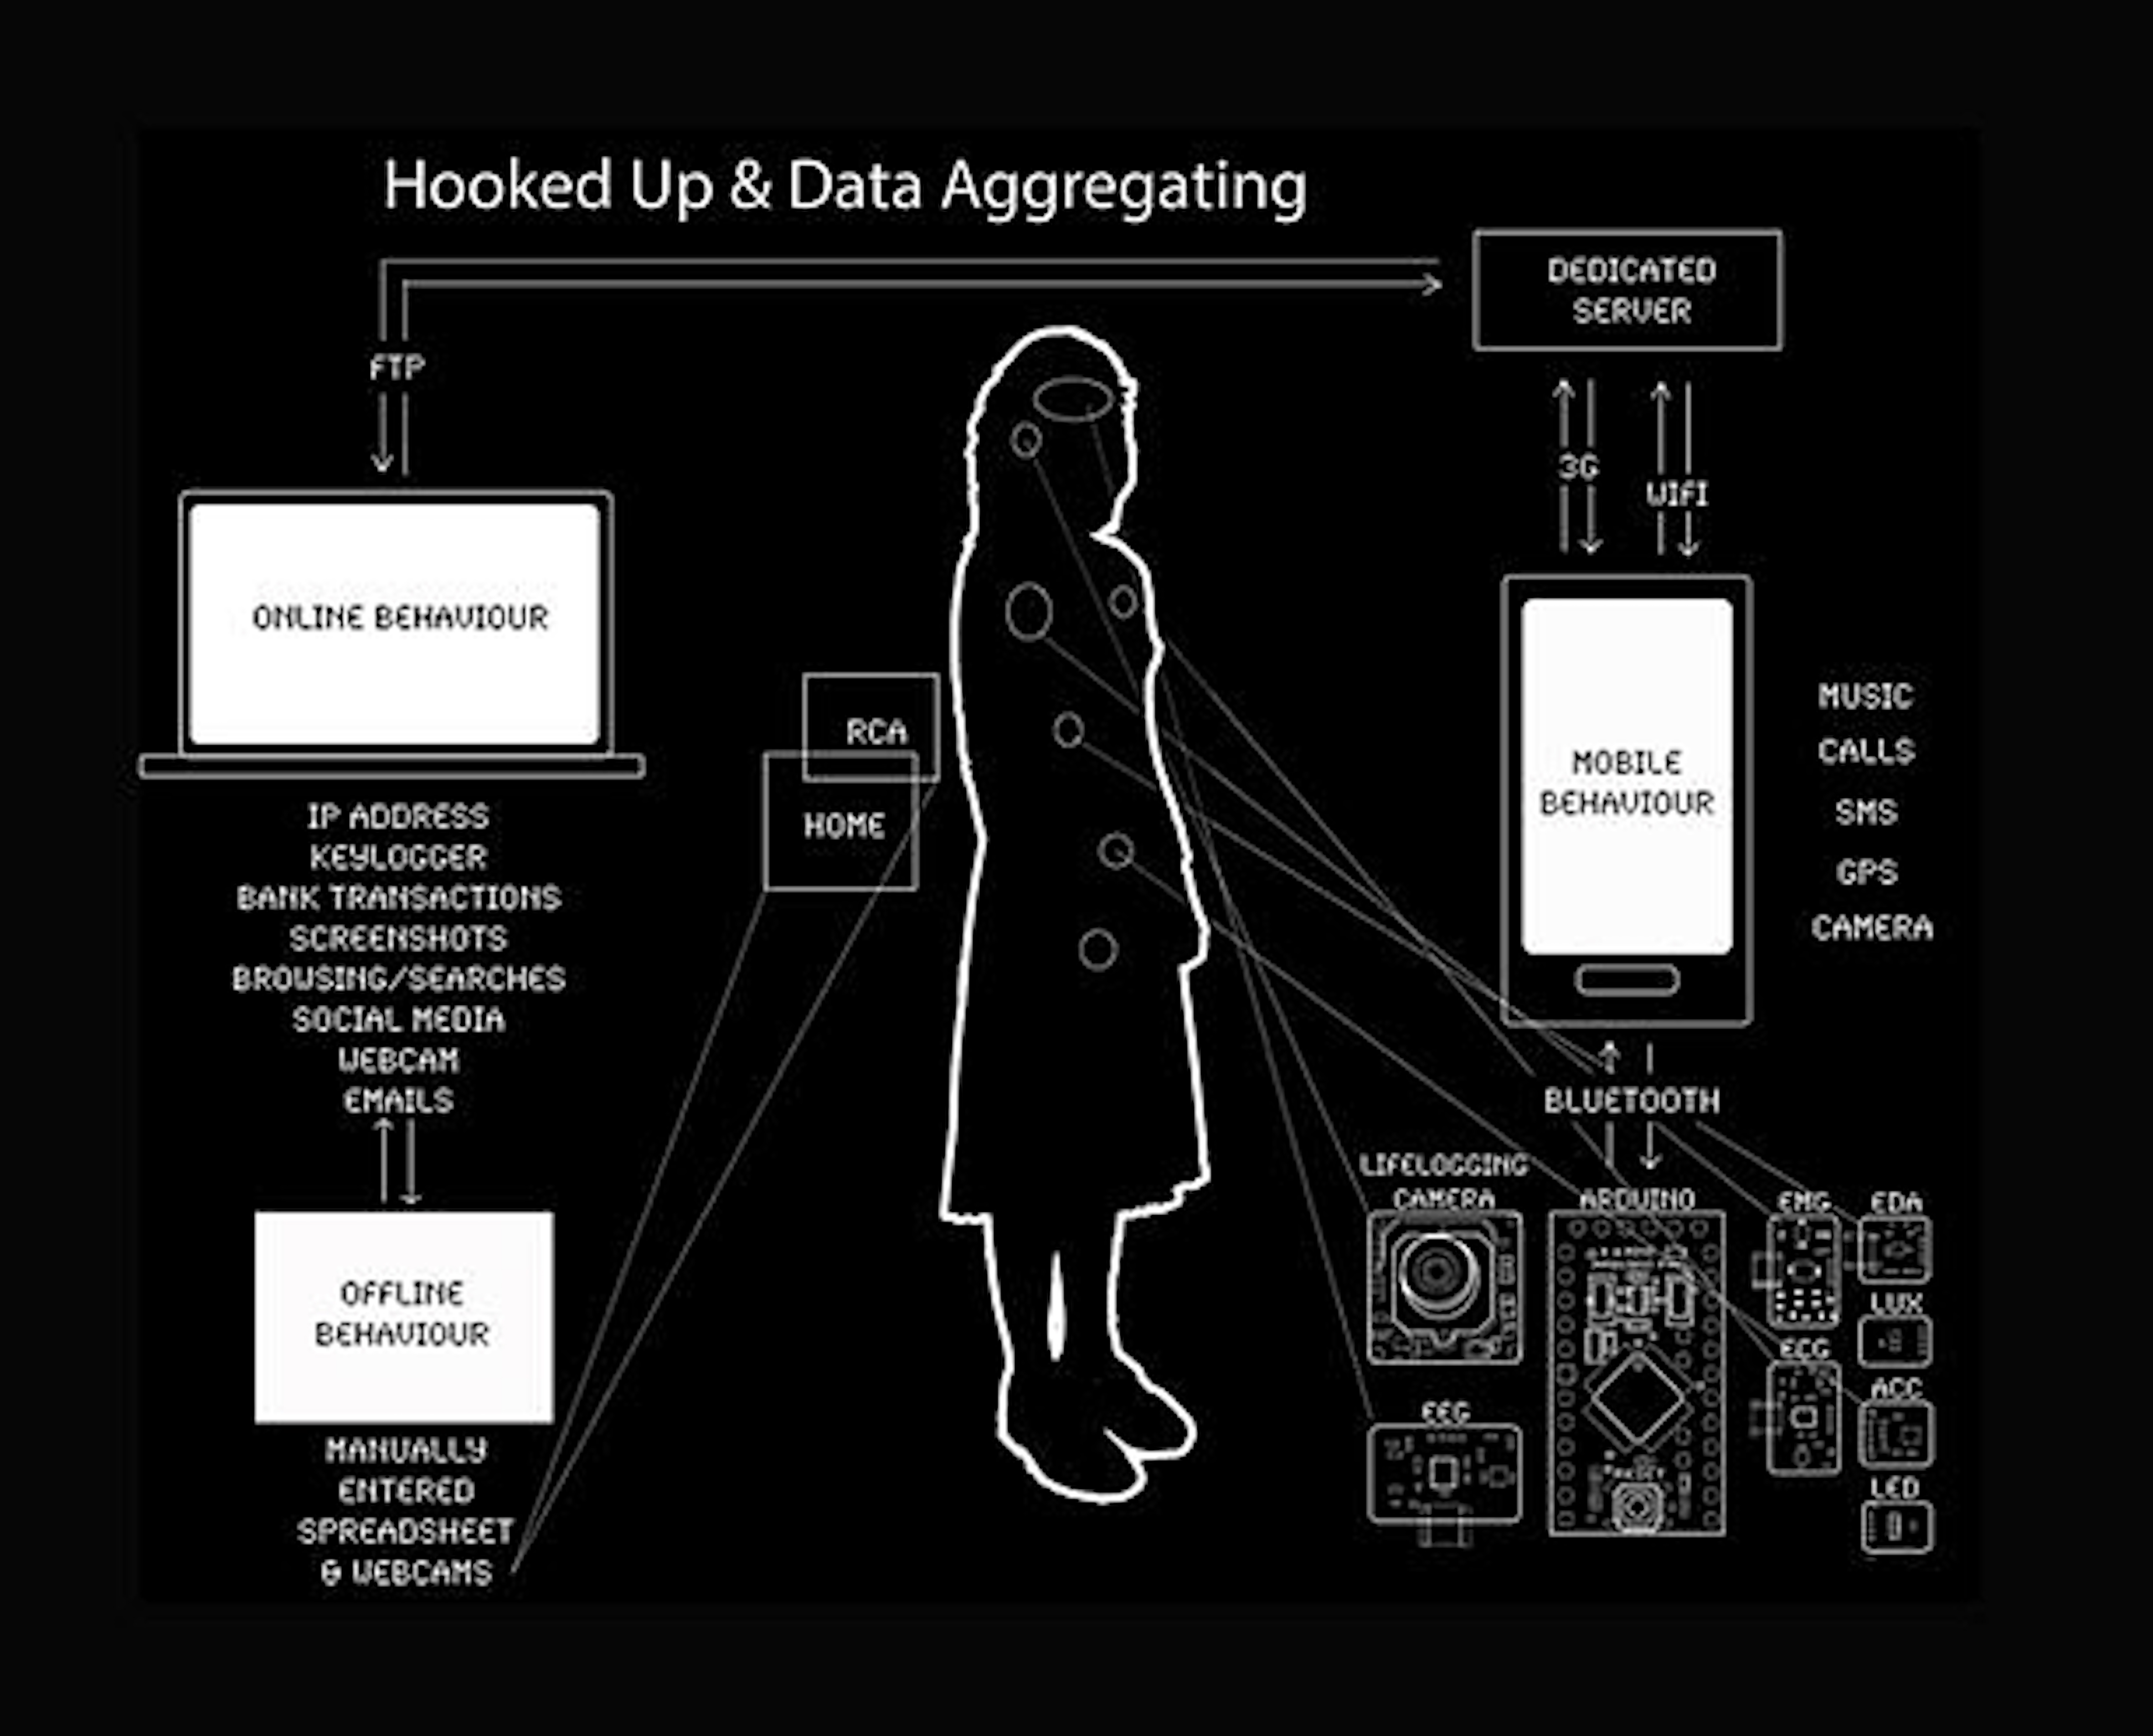 Hooked Up & Data Aggregating
DEDICATED
SERVER
FTP
3G
WIFI
ONLINE BEHAVIOUR
IP ADDRESS
KEYLOGGER
BANK TRANSACTIONS
SCREENSHOTS
BROWSING/SEARCHES
SOCIAL MEDIA
WEBCAM
EMAILS
OFFLINE
BEHAVIOUR
MANUALLY
ENTERED
SPREADSHEET
& WEBCAMS
RCA
HOME
MOBILE
BEHAVIOUR
MUSIC
CALLS
SMS
GPS
CAMERA
BLUETOOTH
LIFELOGGING
CAMERA
EEG
ARDUINO
EMG
ECG
EDA
LUX
ACC
LED